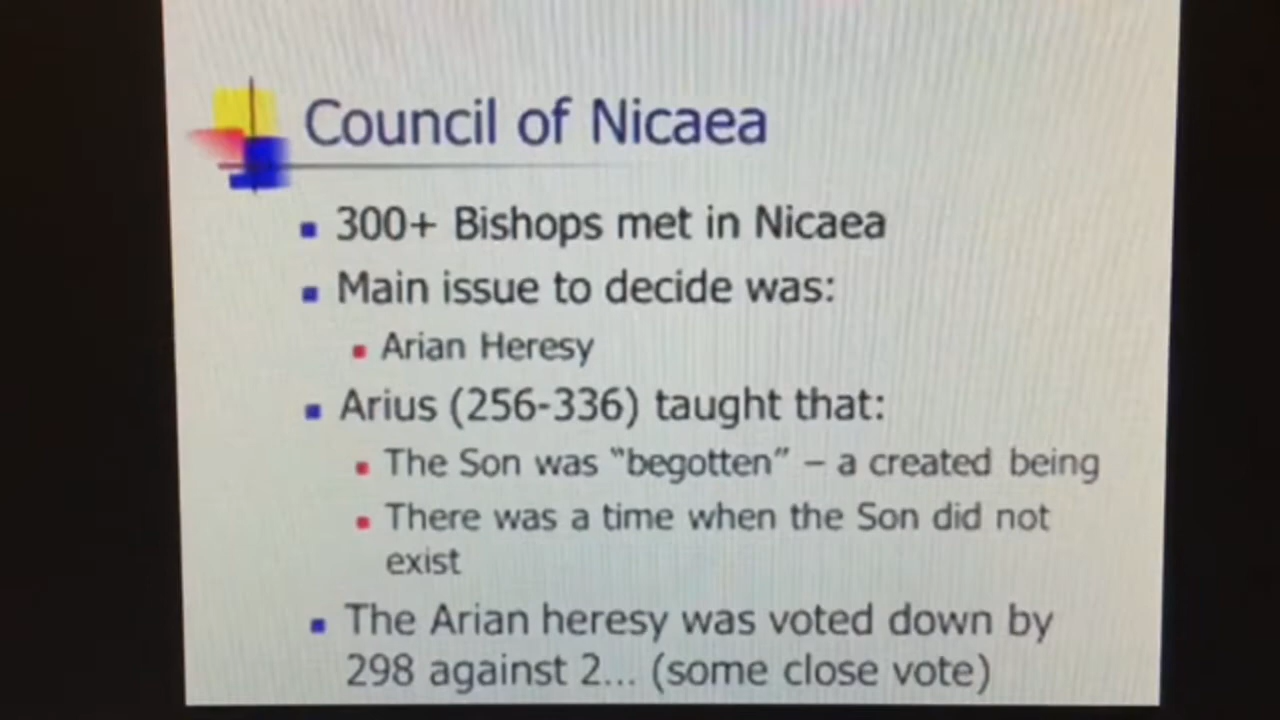 Council of Nicaea
300+ Bishops met in Nicaea
Main issue to decide was:
Arian Heresy
Arius (256-336) taught that:
The Son was “begotten” – a created being
There was a time when the Son did not
exist
The Arian heresy was voted down by
298 against 2... (some close vote)